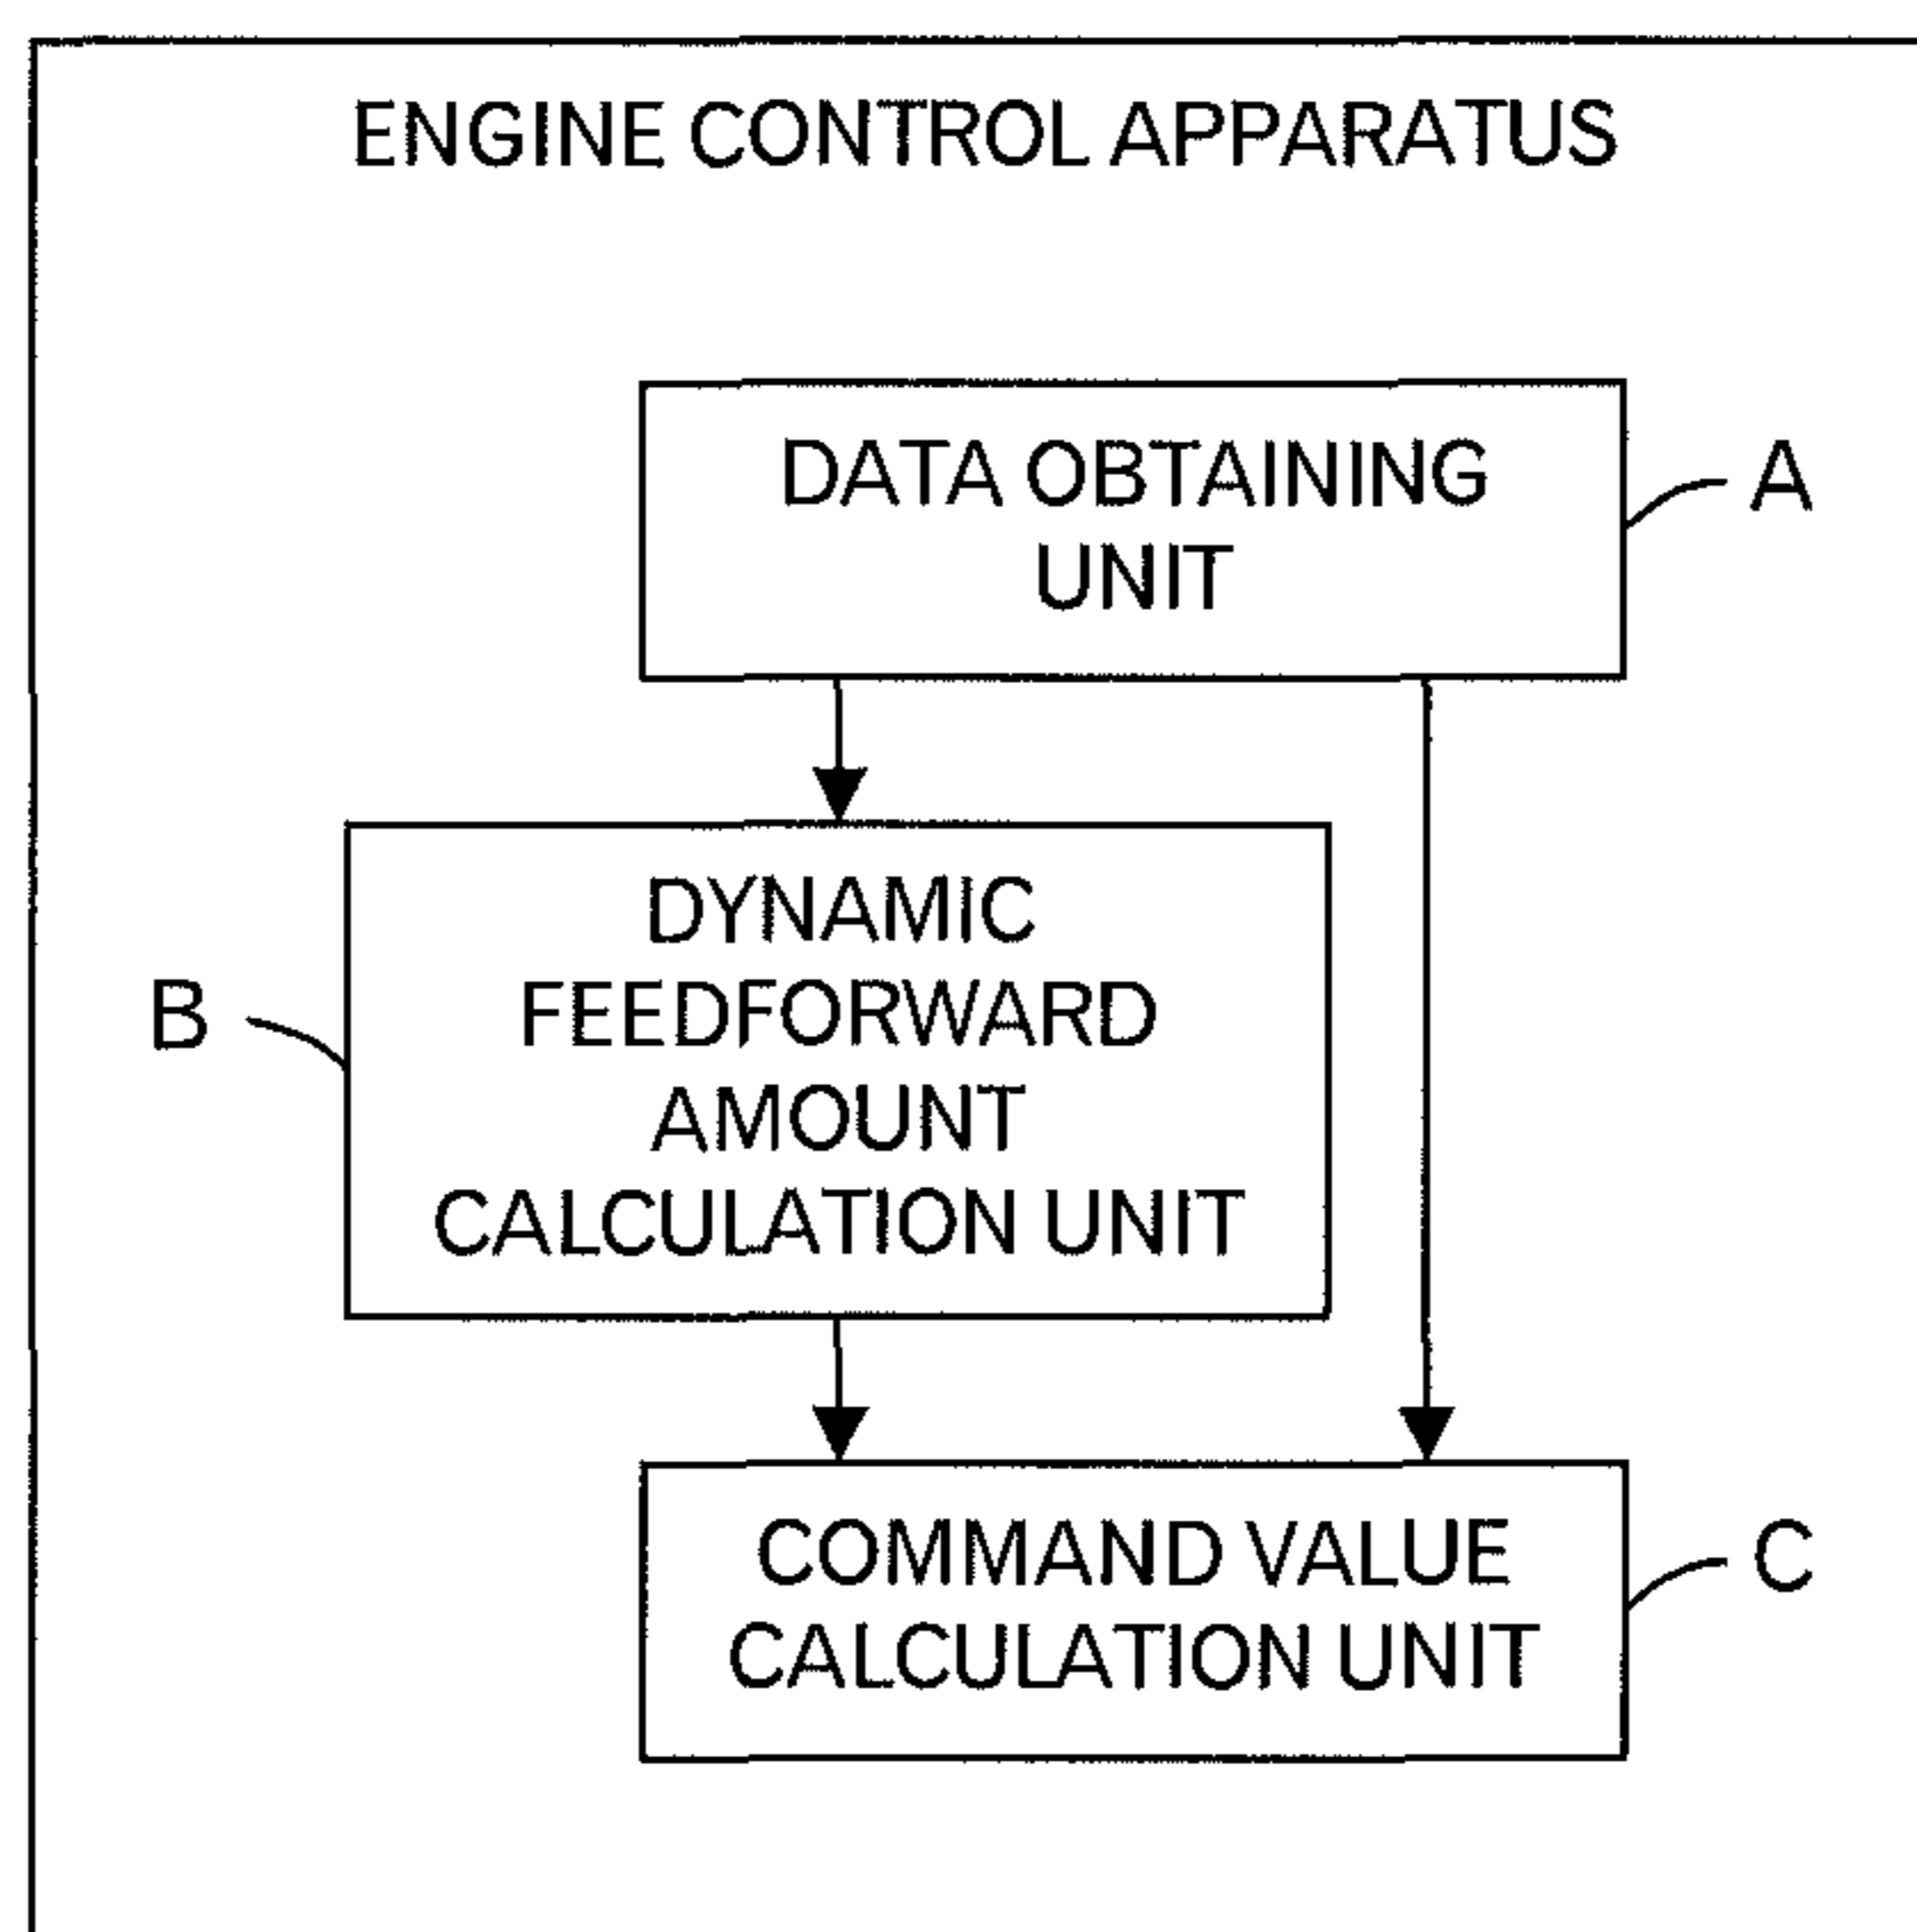 ENGINE CONTROL APPARATUS
DATA OBTAINING
UNIT
A
DYNAMIC
FEEDFORWARD
AMOUNT
CALCULATION UNIT
B
COMMAND VALUE
CALCULATION UNIT
C